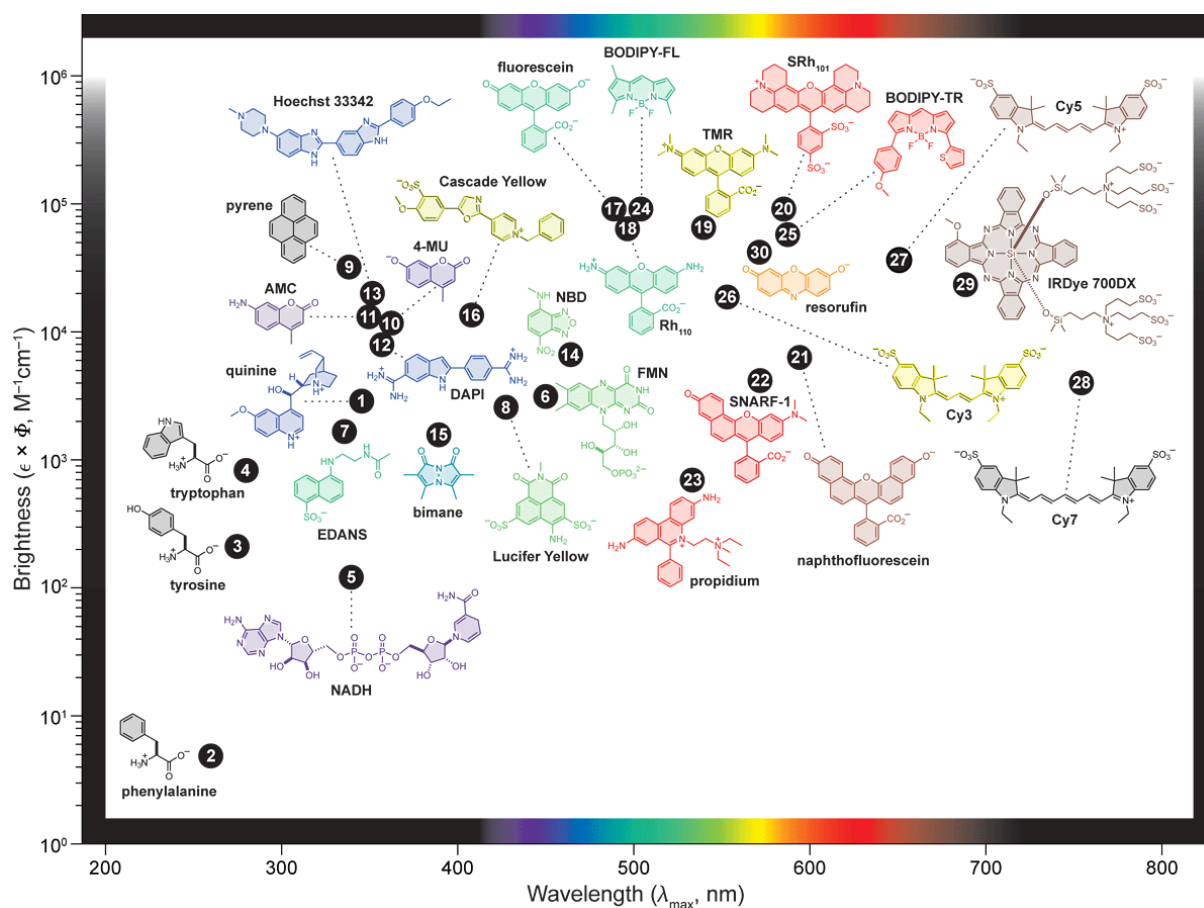 Brightness (ϵ × Φ, M⁻¹cm⁻¹)
10⁶
10⁵
10⁴
10³
10²
10¹
10⁰
200
300
400
500
600
700
800
Wavelength (λmax, nm)
Hoechst 33342
fluorescein
BODIPY-FL
SRh₁₀₁
BODIPY-TR
Cy5
TMR
Cascade Yellow
pyrene
4-MU
AMC
NBD
Rh₁₁₀
resorufin
IRDye 700DX
quinine
DAPI
FMN
SNARF-1
Cy3
tryptophan
EDANS
bimane
Lucifer Yellow
propidium
naphthofluorescein
Cy7
tyrosine
NADH
phenylalanine
1
2
3
4
5
6
7
8
9
10
11
12
13
14
15
16
17
18
19
20
21
22
23
24
25
26
27
28
29
30